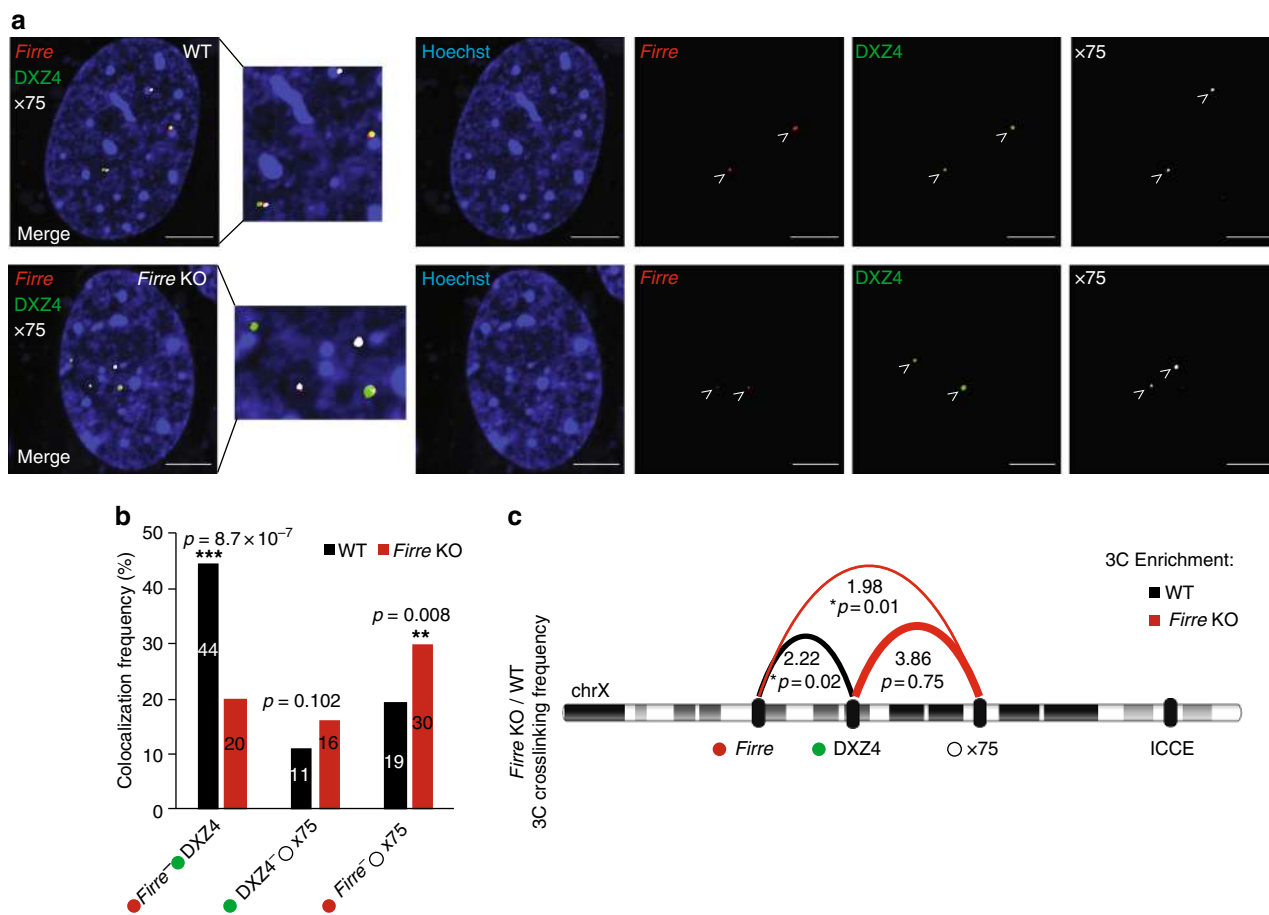 a
Firre
WT
DXZ4
×75
Merge
Hoechst
Firre
DXZ4
×75
Firre
Firre KO
DXZ4
×75
Merge
Hoechst
Firre
DXZ4
×75
b
Colocalization frequency (%)
50
40
30
20
10
0
p = 8.7 × 10⁻⁷
***
WT
Firre KO
p = 0.008
**
p = 0.102
44
20
11
16
19
30
Firre–DXZ4
DXZ4–x75
Firre–x75
c
3C Enrichment:
WT
Firre KO
Firre KO / WT
3C crosslinking frequency
1.98
*p=0.01
2.22
*p=0.02
3.86
p=0.75
chrX
Firre
DXZ4
×75
ICCE